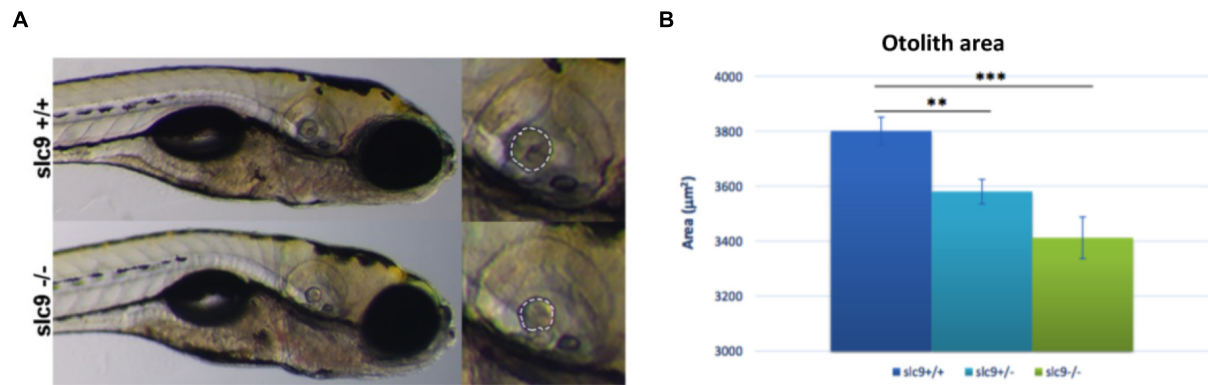 A
slc9 +/+
slc9 -/-
B
Otolith area
***
**
4000
3800
3600
3400
3200
3000
Area (µm²)
slc9+/+ slc9+/- slc9-/-